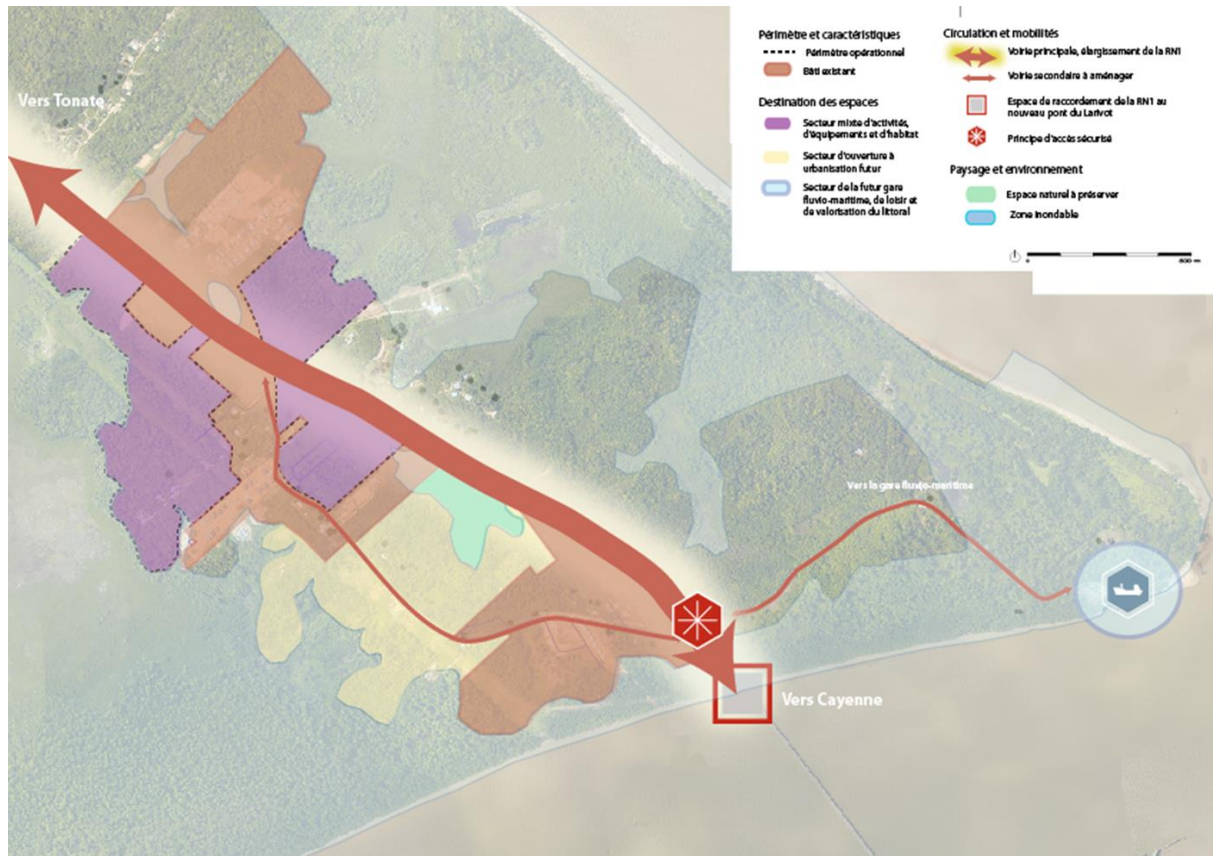 Périmètre et caractéristiques
Périmètre opérationnel
Bâti existant
Destination des espaces
Secteur mixte d'activités,
d'équipements et d'habitat
Secteur d'ouverture à
urbanisation futur
Secteur de la futur gare
fluvio-maritime, de loisir et
de valorisation du littoral
Circulation et mobilités
Voirie principale, élargissement de la RN1
Voirie secondaire à aménager
Espace de raccordement de la RN1 au
nouveau pont du Larivot
Principe d'accès sécurisé
Paysage et environnement
Espace naturel à préserver
Zone inondable
0
800 m
Vers Tonate
Vers la gare fluvio-maritime
Vers Cayenne